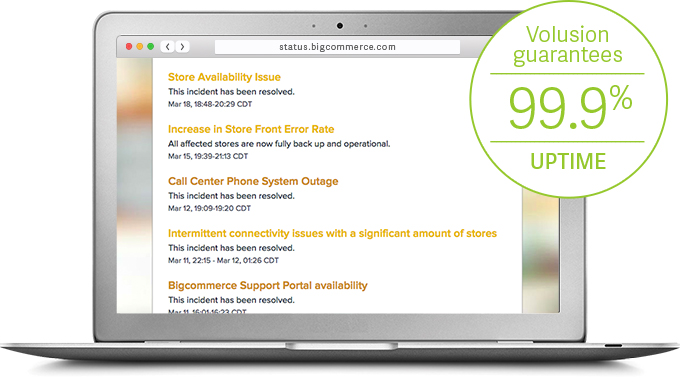 status.bigcommerce.com
Store Availability Issue
This incident has been resolved.
Mar 18, 18:48-20:29 CDT
Increase in Store Front Error Rate
All affected stores are now fully back up and operational.
Mar 15, 19:39-21:13 CDT
Call Center Phone System Outage
This incident has been resolved.
Mar 12, 19:09-19:20 CDT
Intermittent connectivity issues with a significant amount of stores
This incident has been resolved.
Mar 11, 22:15 - Mar 12, 01:26 CDT
Bigcommerce Support Portal availability
This incident has been resolved.
Mar 11, 16:01-16:23 CDT
Volusion
guarantees
99.9%
UPTIME